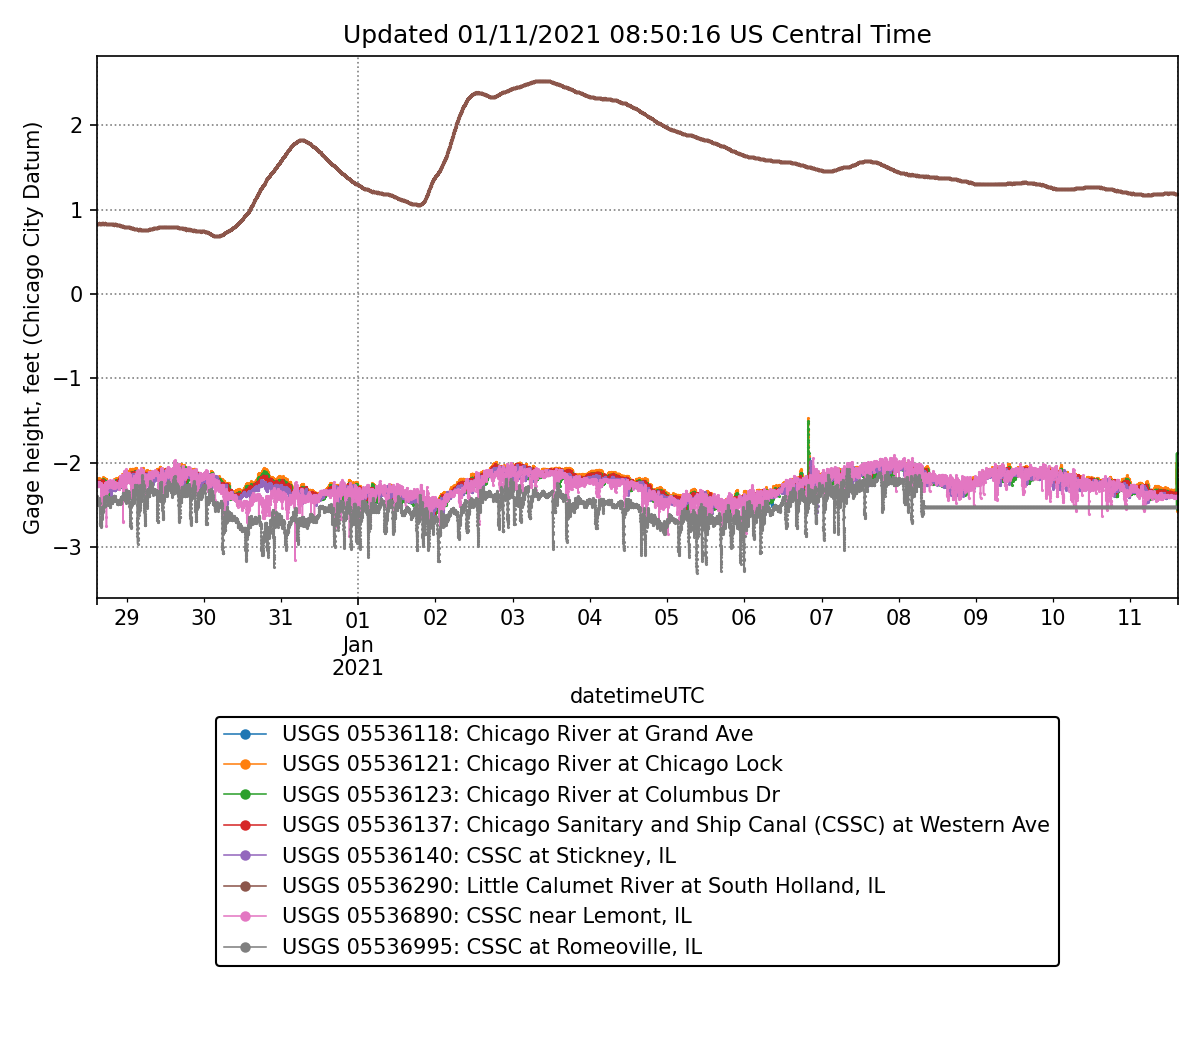 Updated 01/11/2021 08:50:16 US Central Time
Gage height, feet (Chicago City Datum)
2
1
0
−1
−2
−3
29 30 31 01 02 03 04 05 06 07 08 09 10 11
Jan
2021
datetimeUTC
USGS 05536118: Chicago River at Grand Ave
USGS 05536121: Chicago River at Chicago Lock
USGS 05536123: Chicago River at Columbus Dr
USGS 05536137: Chicago Sanitary and Ship Canal (CSSC) at Western Ave
USGS 05536140: CSSC at Stickney, IL
USGS 05536290: Little Calumet River at South Holland, IL
USGS 05536890: CSSC near Lemont, IL
USGS 05536995: CSSC at Romeoville, IL